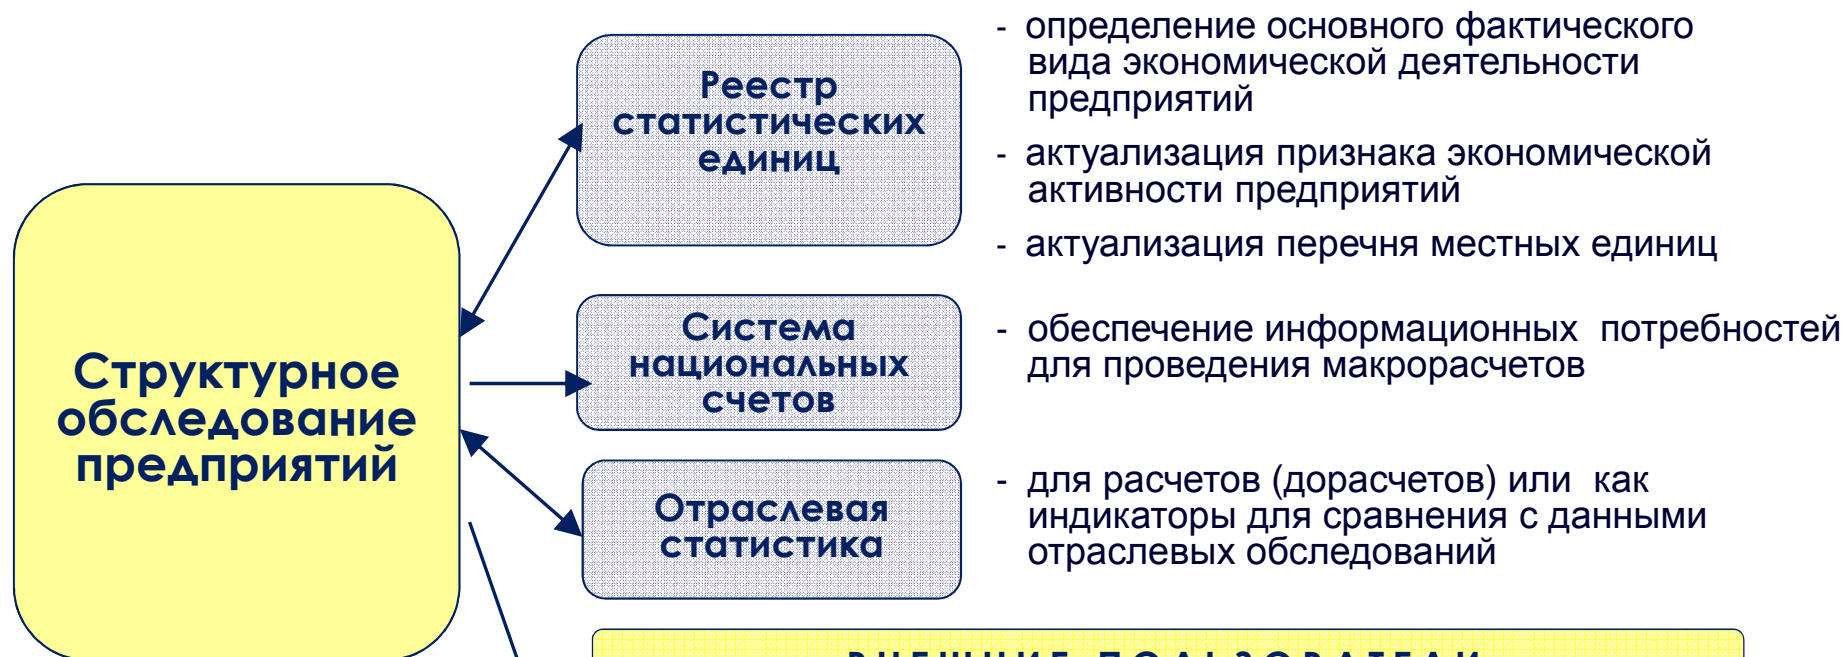 Структурное
обследование
предприятий
Реестр
статистических
единиц
- определение основного фактического
вида экономической деятельности
предприятий
- актуализация признака экономической
активности предприятий
- актуализация перечня местных единиц
Система
национальных
счетов
- обеспечение информационных потребностей
для проведения макрорасчетов
Отраслевая
статистика
- для расчетов (дорасчетов) или как
индикаторы для сравнения с данными
отраслевых обследований
ВНЕШНИЕ ПОЛЬЗОВАТЕЛИ